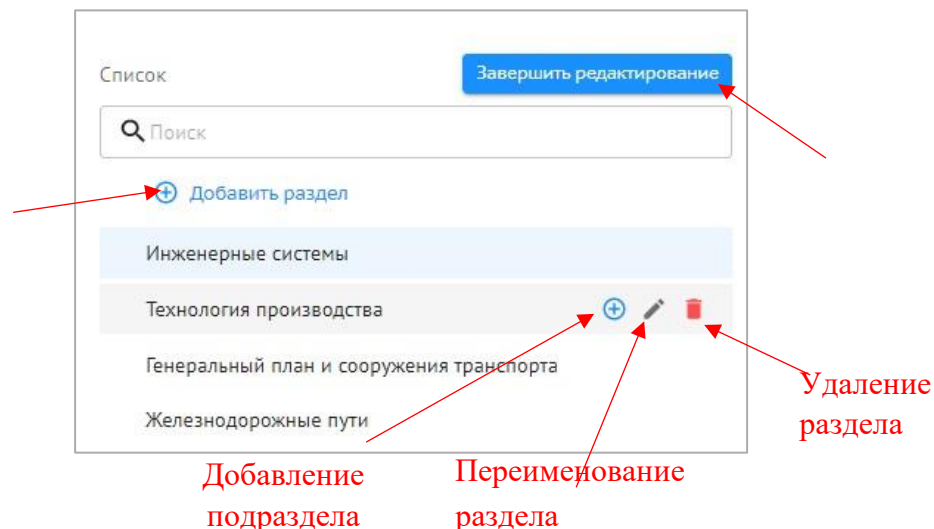 Список
Завершить редактирование
Поиск
Добавить раздел
Инженерные системы
Технология производства
Генеральный план и сооружения транспорта
Железнодорожные пути
Удаление
раздела
Добавление
подраздела
Переименование
раздела